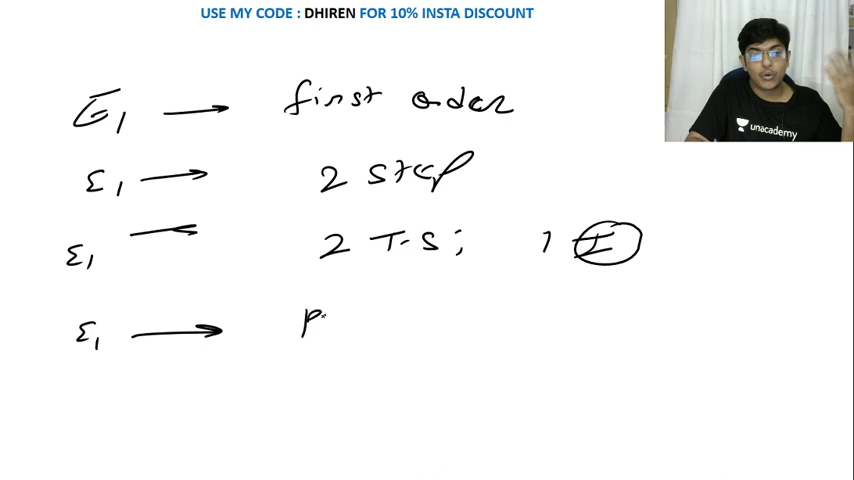 USE MY CODE : DHIREN FOR 10% INSTA DISCOUNT
unacademy
E1 → first order
E1 → 2 step
E1 → 2 T.S; 1 I
E1 → P